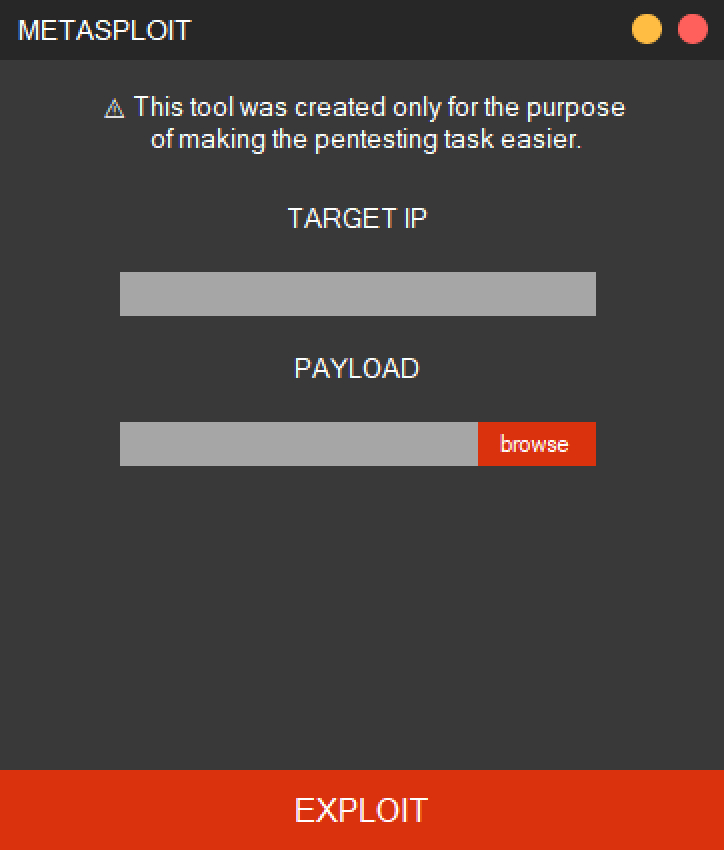 METASPLOIT
⚠ This tool was created only for the purpose
of making the pentesting task easier.
TARGET IP
PAYLOAD
browse
EXPLOIT